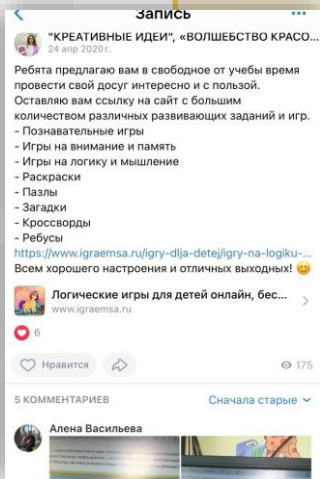 Запись
"КРЕАТИВНЫЕ ИДЕИ", «ВОЛШЕБСТВО КРАСО...
24 апр 2020 г.
Ребята предлагаю вам в свободное от учебы время
провести свой досуг интересно и с пользой.
Оставляю вам ссылку на сайт с большим
количеством различных развивающих заданий и игр.
- Познавательные игры
- Игры на внимание и память
- Игры на логику и мышление
- Раскраски
- Пазлы
- Загадки
- Кроссворды
- Ребусы
https://www.igraemsa.ru/igry-dlja-detej/igry-na-logiku-...
Всем хорошего настроения и отличных выходных! 😊
Логические игры для детей онлайн, бес...
www.igraemsa.ru
6
Нравится
175
5 КОММЕНТАРИЕВ
Сначала старые
Алена Васильева